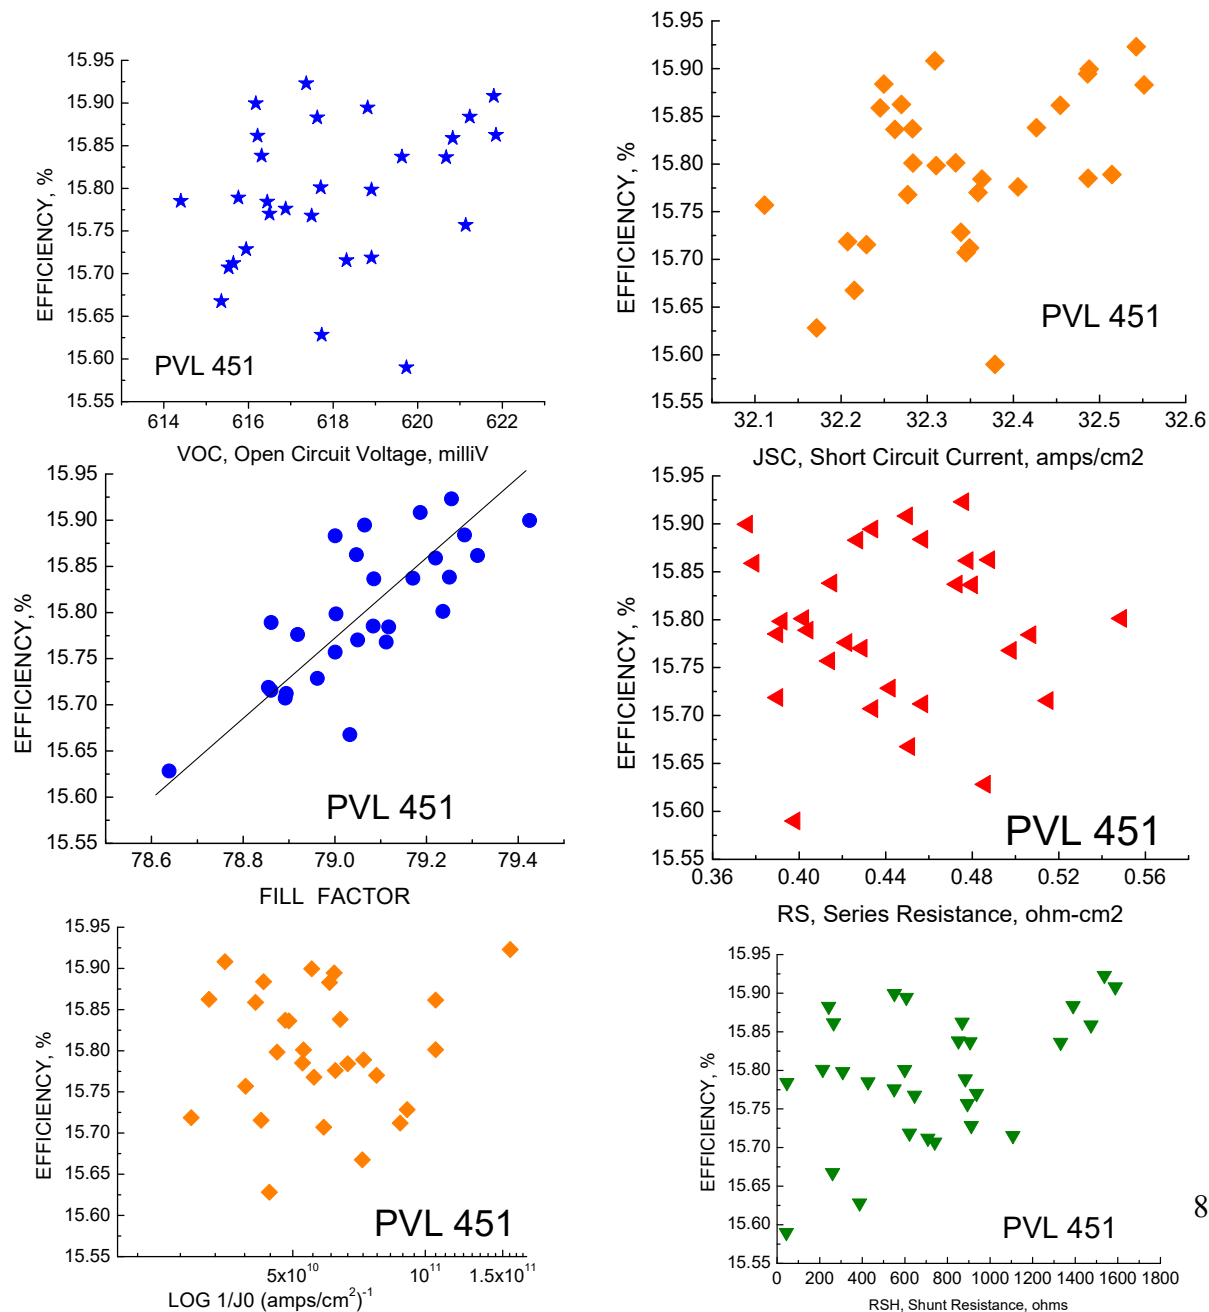 15.95
15.90
15.85
15.80
15.75
15.70
15.65
15.60
15.55
EFFICIENCY, %
PVL 451
614 616 618 620 622
VOC, Open Circuit Voltage, milliV
15.95
15.90
15.85
15.80
15.75
15.70
15.65
15.60
15.55
EFFICIENCY, %
PVL 451
32.1 32.2 32.3 32.4 32.5 32.6
JSC, Short Circuit Current, amps/cm2
15.95
15.90
15.85
15.80
15.75
15.70
15.65
15.60
15.55
EFFICIENCY, %
PVL 451
78.6 78.8 79.0 79.2 79.4
FILL FACTOR
15.95
15.90
15.85
15.80
15.75
15.70
15.65
15.60
15.55
EFFICIENCY, %
PVL 451
0.36 0.40 0.44 0.48 0.52 0.56
RS, Series Resistance, ohm-cm2
15.95
15.90
15.85
15.80
15.75
15.70
15.65
15.60
15.55
EFFICIENCY, %
PVL 451
5x10^10 10^11 1.5x10^11
LOG 1/J0 (amps/cm^2)^-1
15.95
15.90
15.85
15.80
15.75
15.70
15.65
15.60
15.55
EFFICIENCY, %
PVL 451
0 200 400 600 800 1000 1200 1400 1600 1800
RSH, Shunt Resistance, ohms
8